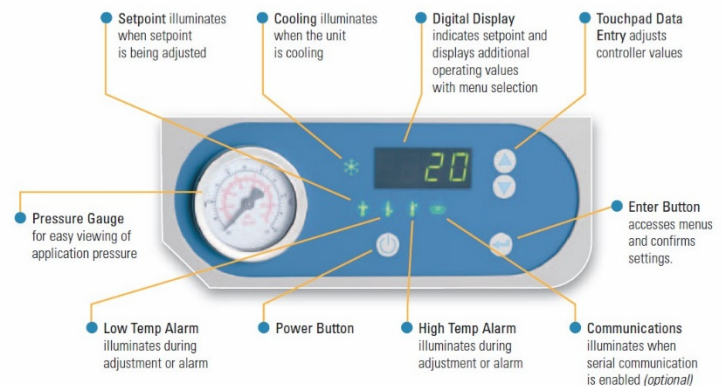 Setpoint illuminates
when setpoint
is being adjusted
Cooling illuminates
when the unit
is cooling
Digital Display
indicates setpoint and
displays additional
operating values
with menu selection
Touchpad Data
Entry adjusts
controller values
20
Pressure Gauge
for easy viewing of
application pressure
Enter Button
accesses menus
and confirms
settings.
Low Temp Alarm
illuminates during
adjustment or alarm
Power Button
High Temp Alarm
illuminates during
adjustment or alarm
Communications
illuminates when
serial communication
is enabled (optional)